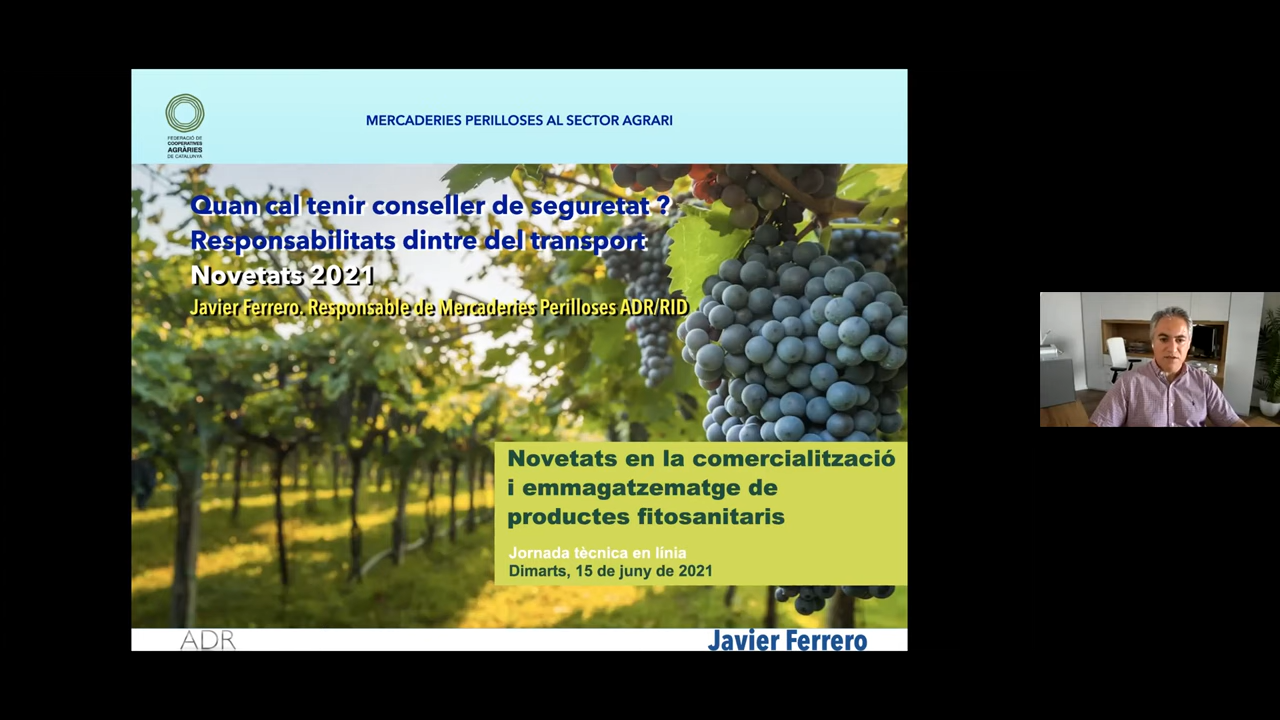 FEDERACIÓ DE
COOPERATIVES
AGRÀRIES
DE CATALUNYA
MERCADERIES PERILLOSES AL SECTOR AGRARI
Quan cal tenir conseller de seguretat ?
Responsabilitats dintre del transport
Novetats 2021
Javier Ferrero. Responsable de Mercaderies Perilloses ADR/RID
Novetats en la comercialització
i emmagatzematge de
productes fitosanitaris
Jornada tècnica en línia
Dimarts, 15 de juny de 2021
ADR
Javier Ferrero